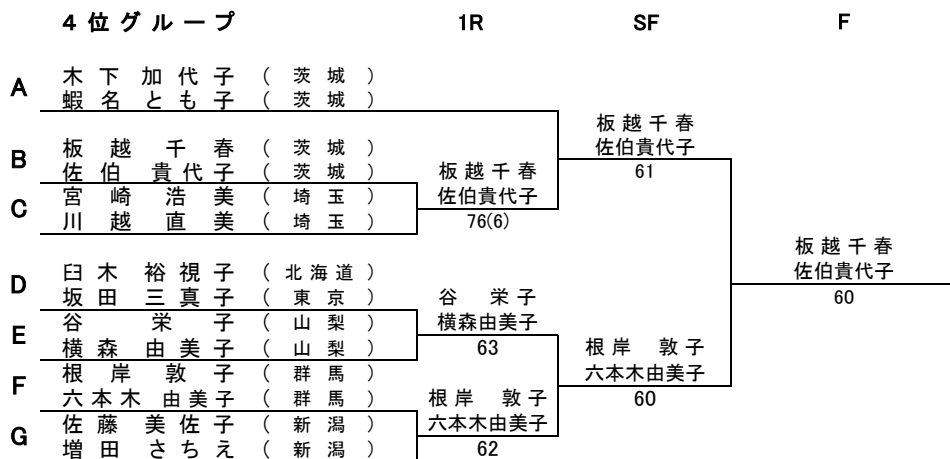 4 位 グ ル ー プ 1R SF F
A
木 下 加 代 子 ( 茨 城 )
蝦 名 と も 子 ( 茨 城 )
板 越 千 春
佐伯貴代子
61
B
板 越 千 春 ( 茨 城 )
佐 伯 貴 代 子 ( 茨 城 )
板 越 千 春
佐伯貴代子
76(6)
C
宮 崎 浩 美 ( 埼 玉 )
川 越 直 美 ( 埼 玉 )
板 越 千 春
佐伯貴代子
60
D
臼 木 裕 視 子 ( 北 海 道 )
坂 田 三 真 子 ( 東 京 )
谷 栄 子
横森由美子
63
E
谷 栄 子 ( 山 梨 )
横 森 由 美 子 ( 山 梨 )
根 岸 敦 子
六本木由美子
60
F
根 岸 敦 子 ( 群 馬 )
六 本 木 由 美 子 ( 群 馬 )
根 岸 敦 子
六本木由美子
62
G
佐 藤 美 佐 子 ( 新 潟 )
増 田 さ ち え ( 新 潟 )